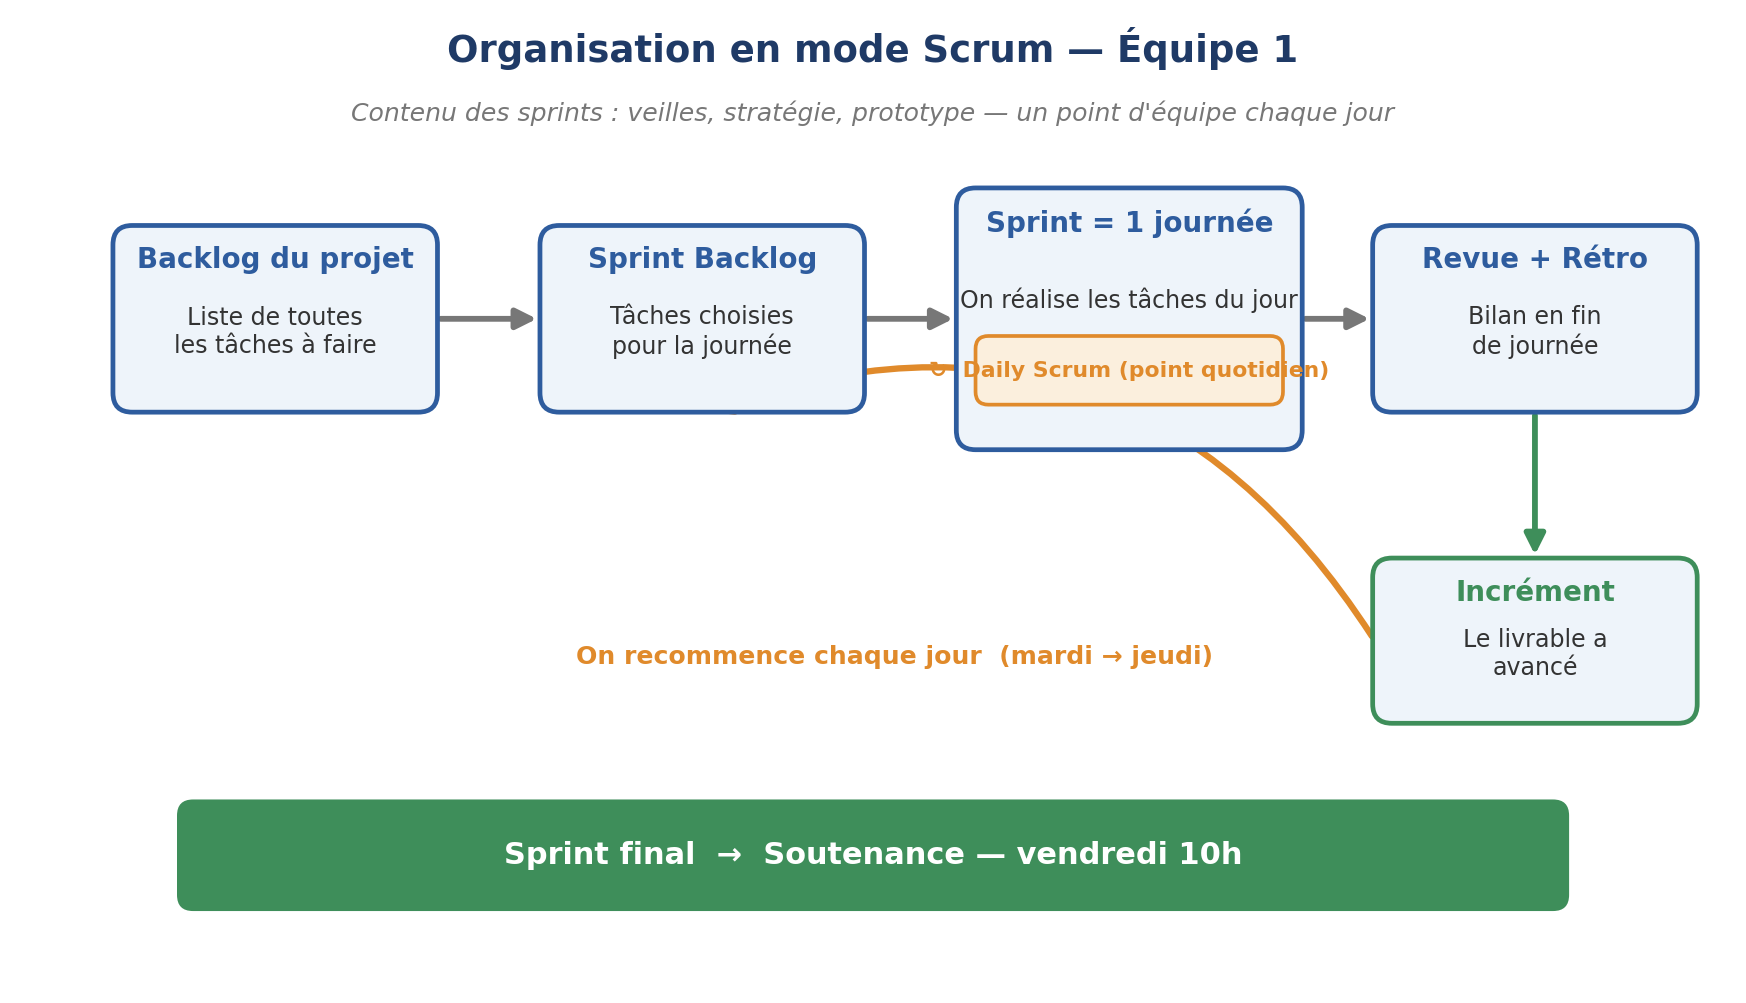 Organisation en mode Scrum — Équipe 1
Contenu des sprints : veilles, stratégie, prototype — un point d'équipe chaque jour
Backlog du projet
Liste de toutes
les tâches à faire
Sprint Backlog
Tâches choisies
pour la journée
Sprint = 1 journée
On réalise les tâches du jour
↻ Daily Scrum (point quotidien)
Revue + Rétro
Bilan en fin
de journée
Incrément
Le livrable a
avancé
On recommence chaque jour (mardi → jeudi)
Sprint final → Soutenance — vendredi 10h